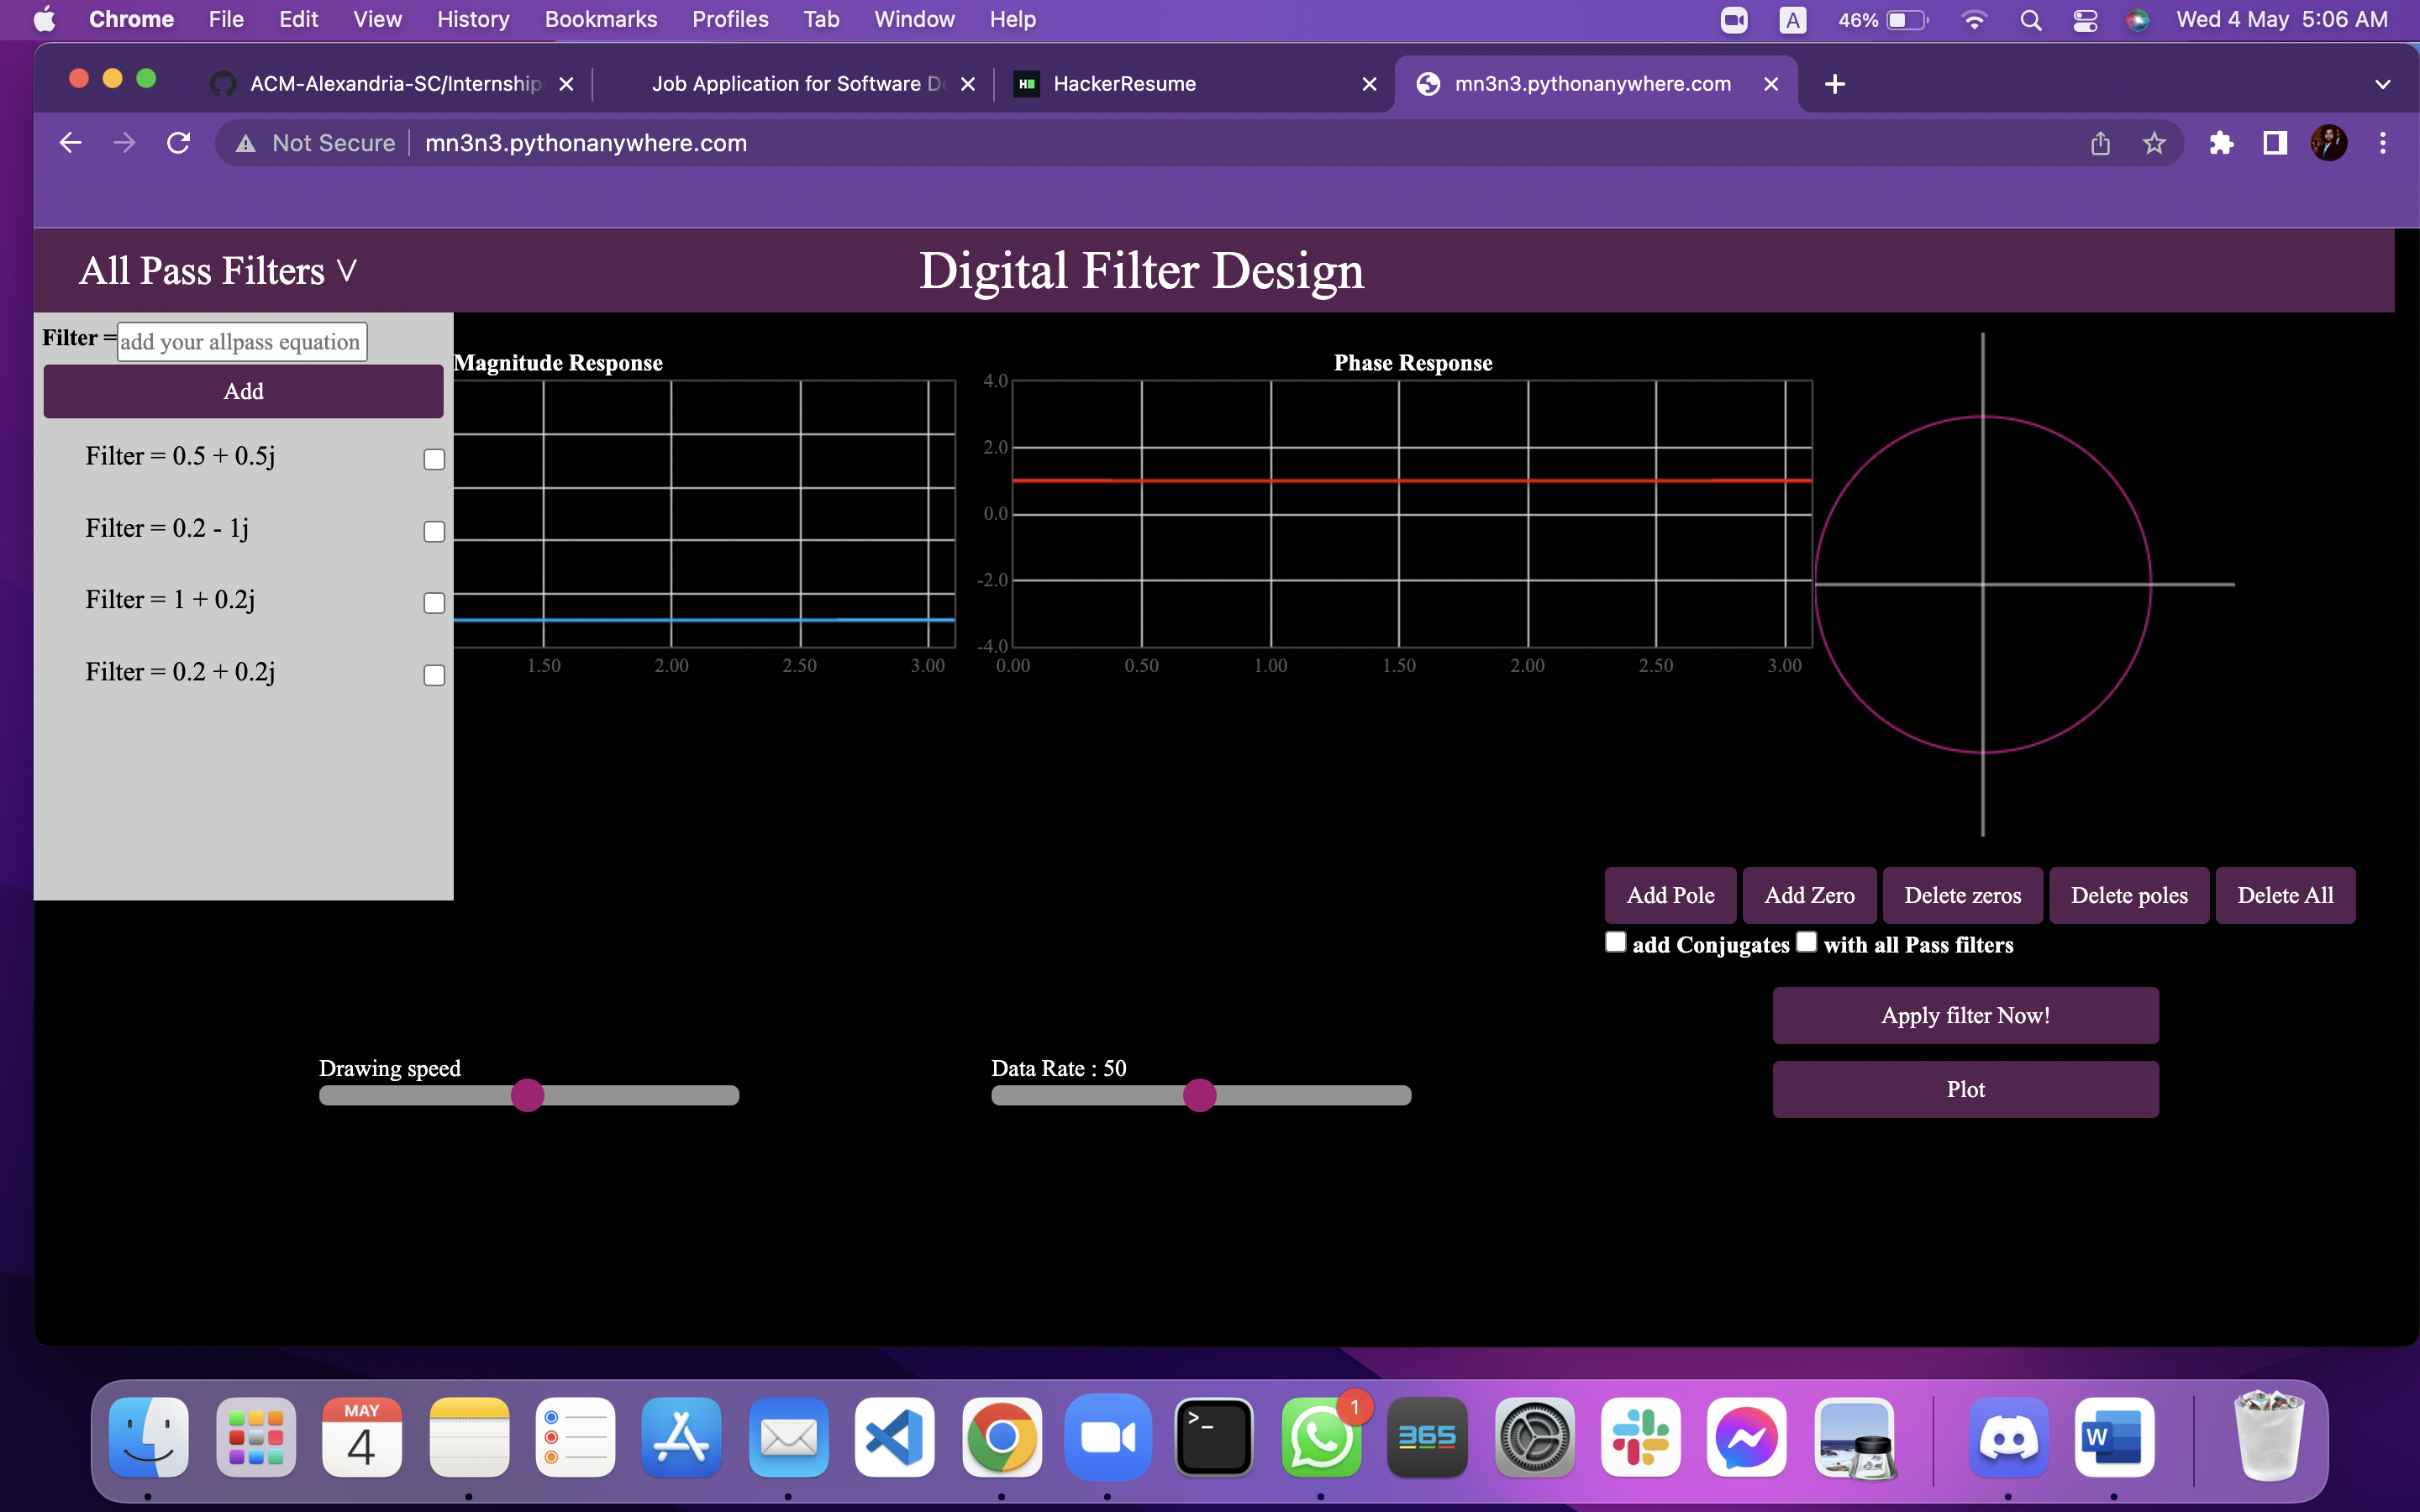 Chrome File Edit View History Bookmarks Profiles Tab Window Help A 46% Wed 4 May 5:06 AM
ACM-Alexandria-SC/Internship Job Application for Software De HackerResume mn3n3.pythonanywhere.com
Not Secure mn3n3.pythonanywhere.com
All Pass Filters V Digital Filter Design
Filter = add your allpass equation
Add
Filter = 0.5 + 0.5j
Filter = 0.2 - 1j
Filter = 1 + 0.2j
Filter = 0.2 + 0.2j
Magnitude Response
1.50 2.00 2.50 3.00
Phase Response
4.0
2.0
0.0
-2.0
-4.0
0.00 0.50 1.00 1.50 2.00 2.50 3.00
Add Pole Add Zero Delete zeros Delete poles Delete All
add Conjugates with all Pass filters
Apply filter Now!
Plot
Drawing speed
Data Rate : 50
MAY
4
>_
1
365
W